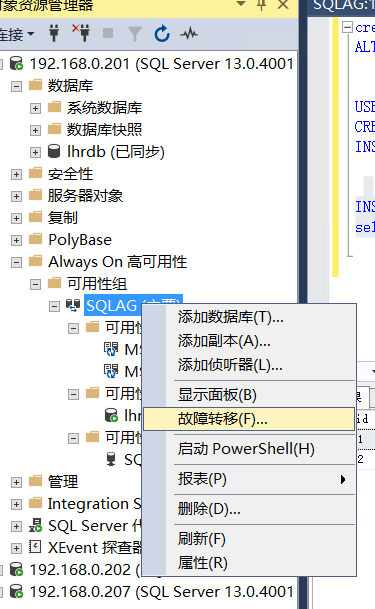 对象资源管理器
连接
192.168.0.201 (SQL Server 13.0.4001
数据库
系统数据库
数据库快照
lhrdb (已同步)
安全性
服务器对象
复制
PolyBase
Always On 高可用性
可用性组
SQLAG
可用性
MS
MS
可用性
lhr
可用性
SQ
管理
Integration S
SQL Server 代
XEvent 探查器
192.168.0.202 (
192.168.0.207 (SQL Server 13.0.4001
添加数据库(T)...
添加副本(A)...
添加侦听器(L)...
显示面板(B)
故障转移(F)...
启动 PowerShell(H)
报表(P)
删除(D)...
刷新(F)
属性(R)
SQLAG:1
cre
ALT
USE
CRE
INS
INS
sel
果
id
1
2